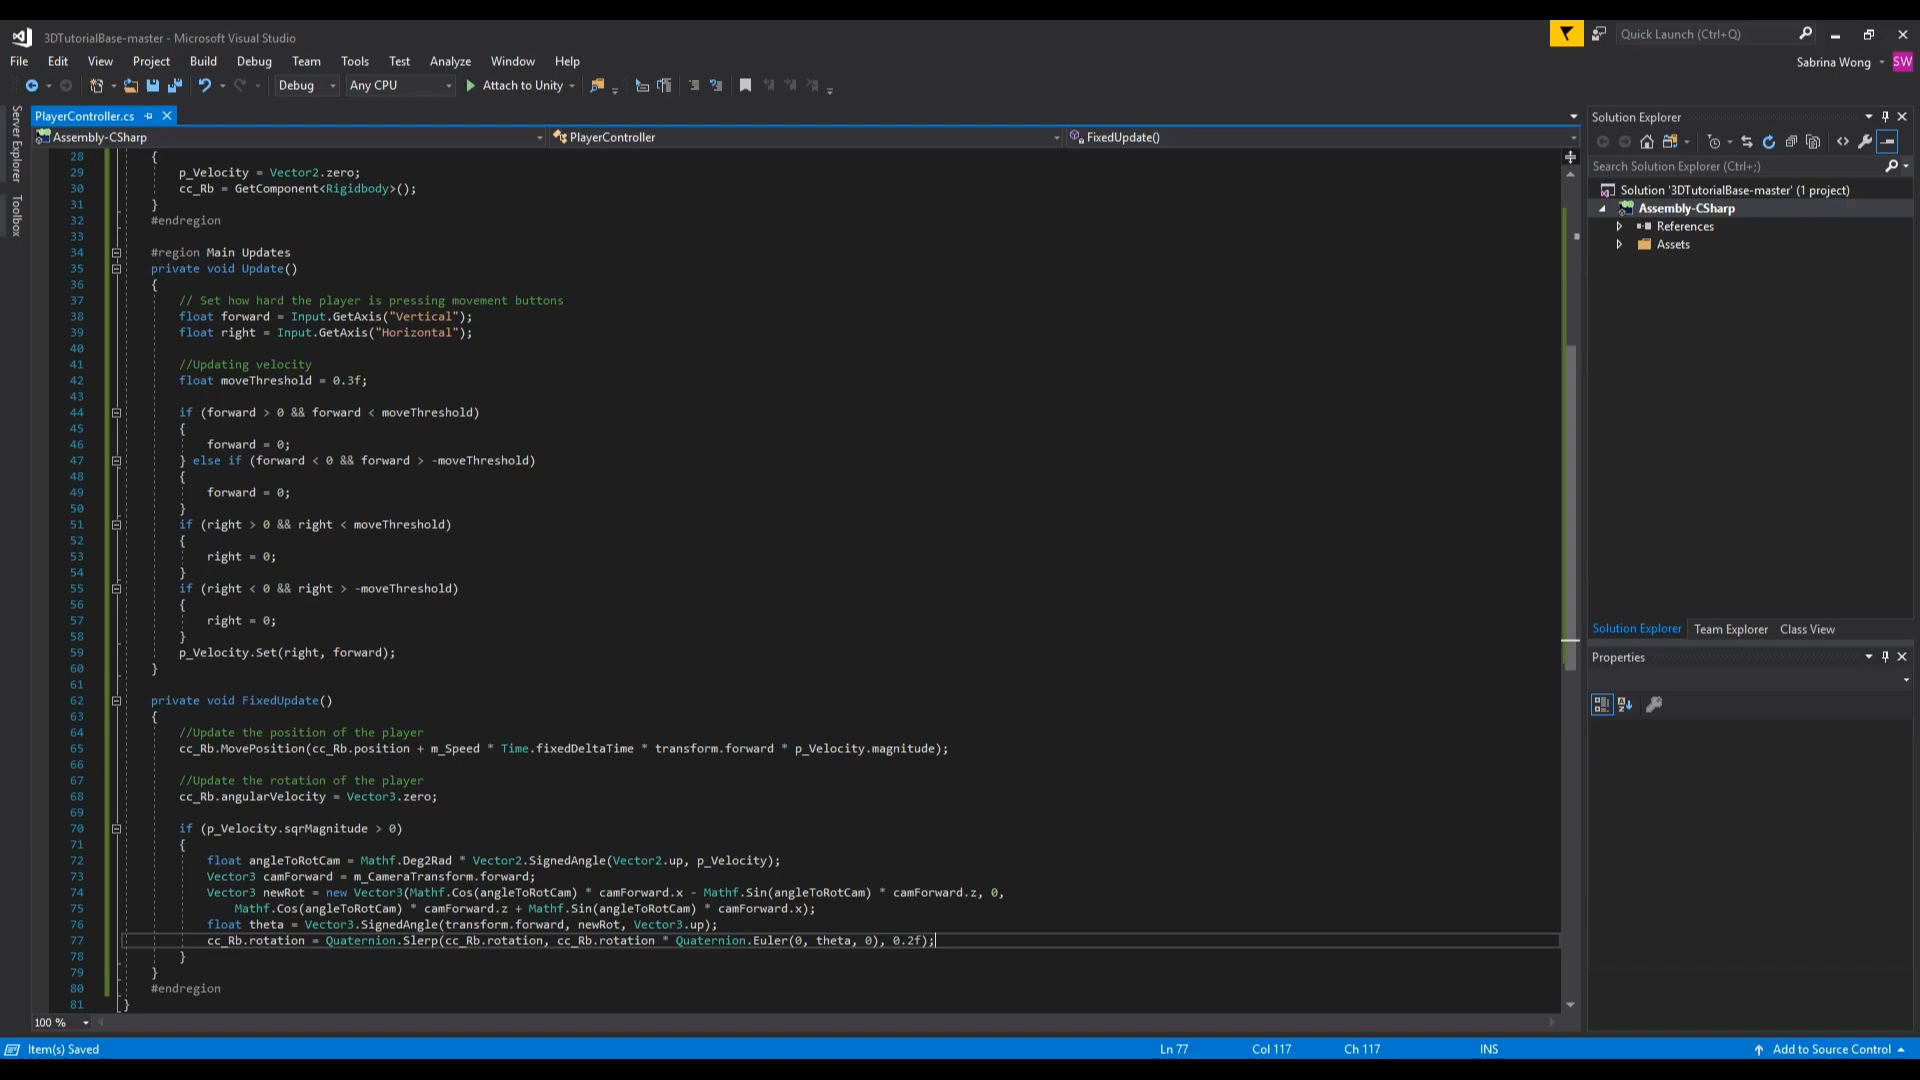 3DTutorialBase-master - Microsoft Visual Studio
Quick Launch (Ctrl+Q)
File Edit View Project Build Debug Team Tools Test Analyze Window Help
Sabrina Wong SW
Debug Any CPU Attach to Unity
Server Explorer
Toolbox
PlayerController.cs
Assembly-CSharp PlayerController FixedUpdate()
28 {
29 p_Velocity = Vector2.zero;
30 cc_Rb = GetComponent<Rigidbody>();
31 }
32 #endregion
33
34 #region Main Updates
35 private void Update()
36 {
37 // Set how hard the player is pressing movement buttons
38 float forward = Input.GetAxis("Vertical");
39 float right = Input.GetAxis("Horizontal");
40
41 //Updating velocity
42 float moveThreshold = 0.3f;
43
44 if (forward > 0 && forward < moveThreshold)
45 {
46 forward = 0;
47 } else if (forward < 0 && forward > -moveThreshold)
48 {
49 forward = 0;
50 }
51 if (right > 0 && right < moveThreshold)
52 {
53 right = 0;
54 }
55 if (right < 0 && right > -moveThreshold)
56 {
57 right = 0;
58 }
59 p_Velocity.Set(right, forward);
60 }
61
62 private void FixedUpdate()
63 {
64 //Update the position of the player
65 cc_Rb.MovePosition(cc_Rb.position + m_Speed * Time.fixedDeltaTime * transform.forward * p_Velocity.magnitude);
66
67 //Update the rotation of the player
68 cc_Rb.angularVelocity = Vector3.zero;
69
70 if (p_Velocity.sqrMagnitude > 0)
71 {
72 float angleToRotCam = Mathf.Deg2Rad * Vector2.SignedAngle(Vector2.up, p_Velocity);
73 Vector3 camForward = m_CameraTransform.forward;
74 Vector3 newRot = new Vector3(Mathf.Cos(angleToRotCam) * camForward.x - Mathf.Sin(angleToRotCam) * camForward.z, 0,
75 Mathf.Cos(angleToRotCam) * camForward.z + Mathf.Sin(angleToRotCam) * camForward.x);
76 float theta = Vector3.SignedAngle(transform.forward, newRot, Vector3.up);
77 cc_Rb.rotation = Quaternion.Slerp(cc_Rb.rotation, cc_Rb.rotation * Quaternion.Euler(0, theta, 0), 0.2f);
78 }
79 }
80 #endregion
81 }
100 %
Solution Explorer
Search Solution Explorer (Ctrl+;)
Solution '3DTutorialBase-master' (1 project)
Assembly-CSharp
References
Assets
Solution Explorer Team Explorer Class View
Properties
Item(s) Saved Ln 77 Col 117 Ch 117 INS Add to Source Control